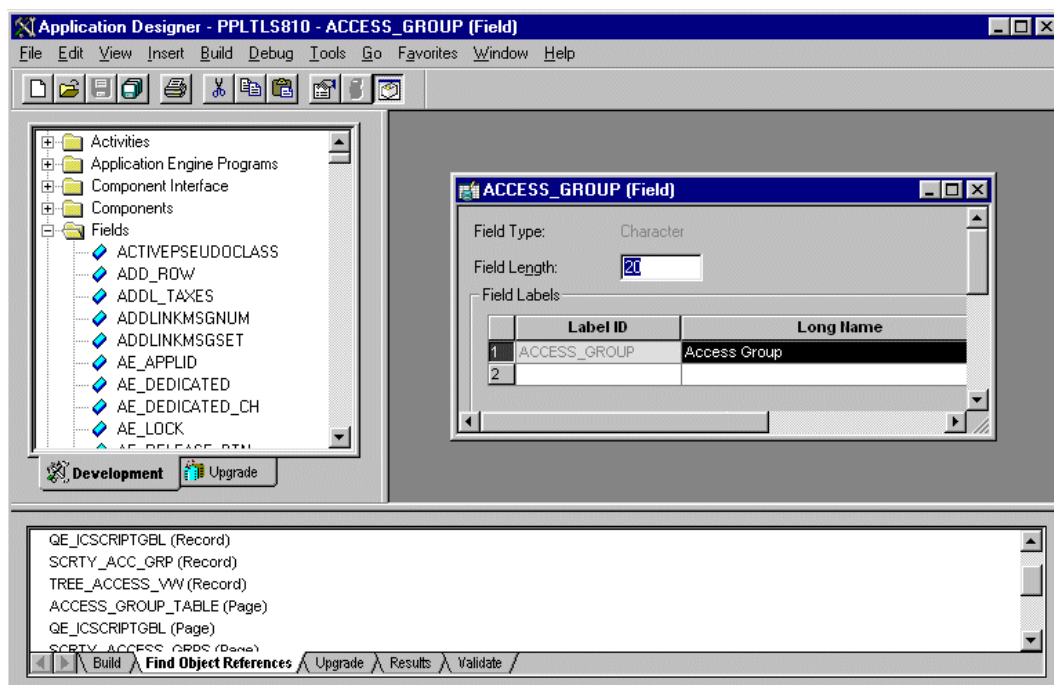 Application Designer - PPLTLS810 - ACCESS_GROUP (Field)
File Edit View Insert Build Debug Tools Go Favorites Window Help
Activities
Application Engine Programs
Component Interface
Components
Fields
ACTIVEPSEUDOCLASS
ADD_ROW
ADDL_TAXES
ADDLINKMSGNUM
ADDLINKMSGSET
AE_APPLID
AE_DEDICATED
AE_DEDICATED_CH
AE_LOCK
AE_RELEASE_BTN
Development Upgrade
ACCESS_GROUP (Field)
Field Type: Character
Field Length: 20
Field Labels
Label ID Long Name
1 ACCESS_GROUP Access Group
2
QE_ICSCRIPTGBL (Record)
SCRTY_ACC_GRP (Record)
TREE_ACCESS_VW (Record)
ACCESS_GROUP_TABLE (Page)
QE_ICSCRIPTGBL (Page)
SCRTY_ACCESS_GRPS (Page)
Build Find Object References Upgrade Results Validate